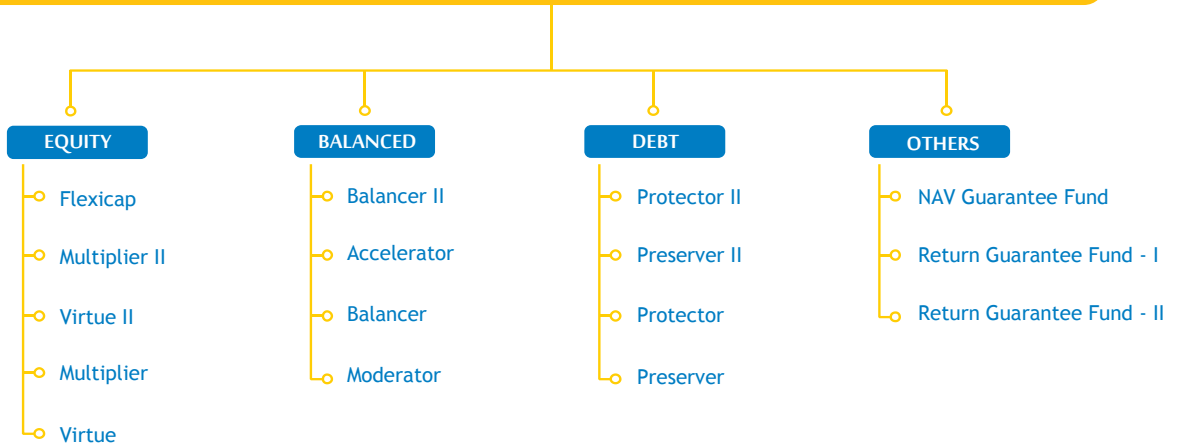 EQUITY
Flexicap
Multiplier II
Virtue II
Multiplier
Virtue
BALANCED
Balancer II
Accelerator
Balancer
Moderator
DEBT
Protector II
Preserver II
Protector
Preserver
OTHERS
NAV Guarantee Fund
Return Guarantee Fund - I
Return Guarantee Fund - II